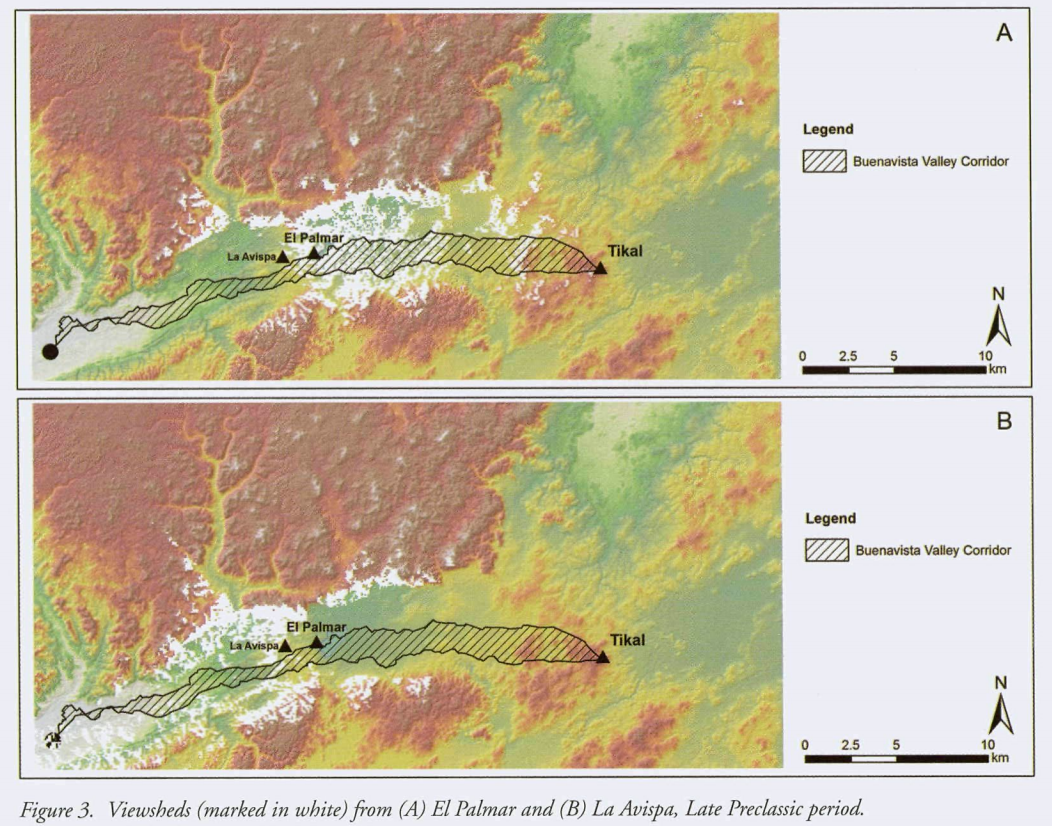 A
Legend
Buenavista Valley Corridor
El Palmar
La Avispa
Tikal
N
0 2.5 5 10
km
B
Legend
Buenavista Valley Corridor
El Palmar
La Avispa
Tikal
N
0 2.5 5 10
km
Figure 3. Viewsheds (marked in white) from (A) El Palmar and (B) La Avispa, Late Preclassic period.